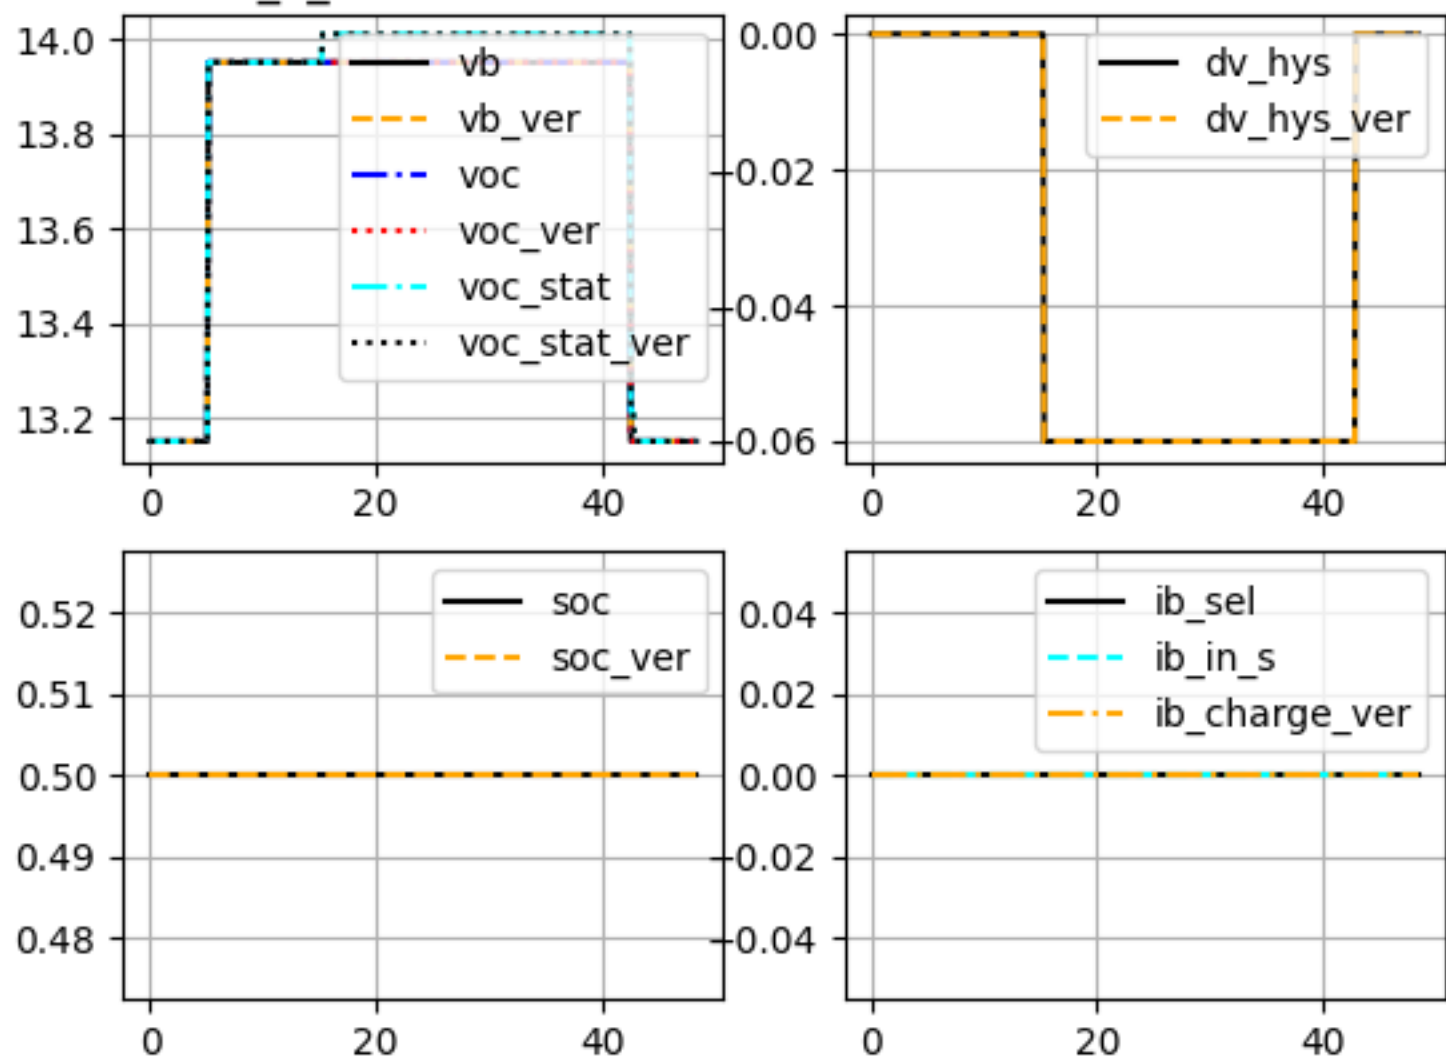 14.0
13.8
13.6
13.4
13.2
0 20 40
vb
vb_ver
voc
voc_ver
voc_stat
voc_stat_ver
0.00
-0.02
-0.04
-0.06
0 20 40
dv_hys
dv_hys_ver
0.52
0.51
0.50
0.49
0.48
0 20 40
soc
soc_ver
0.04
0.02
0.00
-0.02
-0.04
0 20 40
ib_sel
ib_in_s
ib_charge_ver